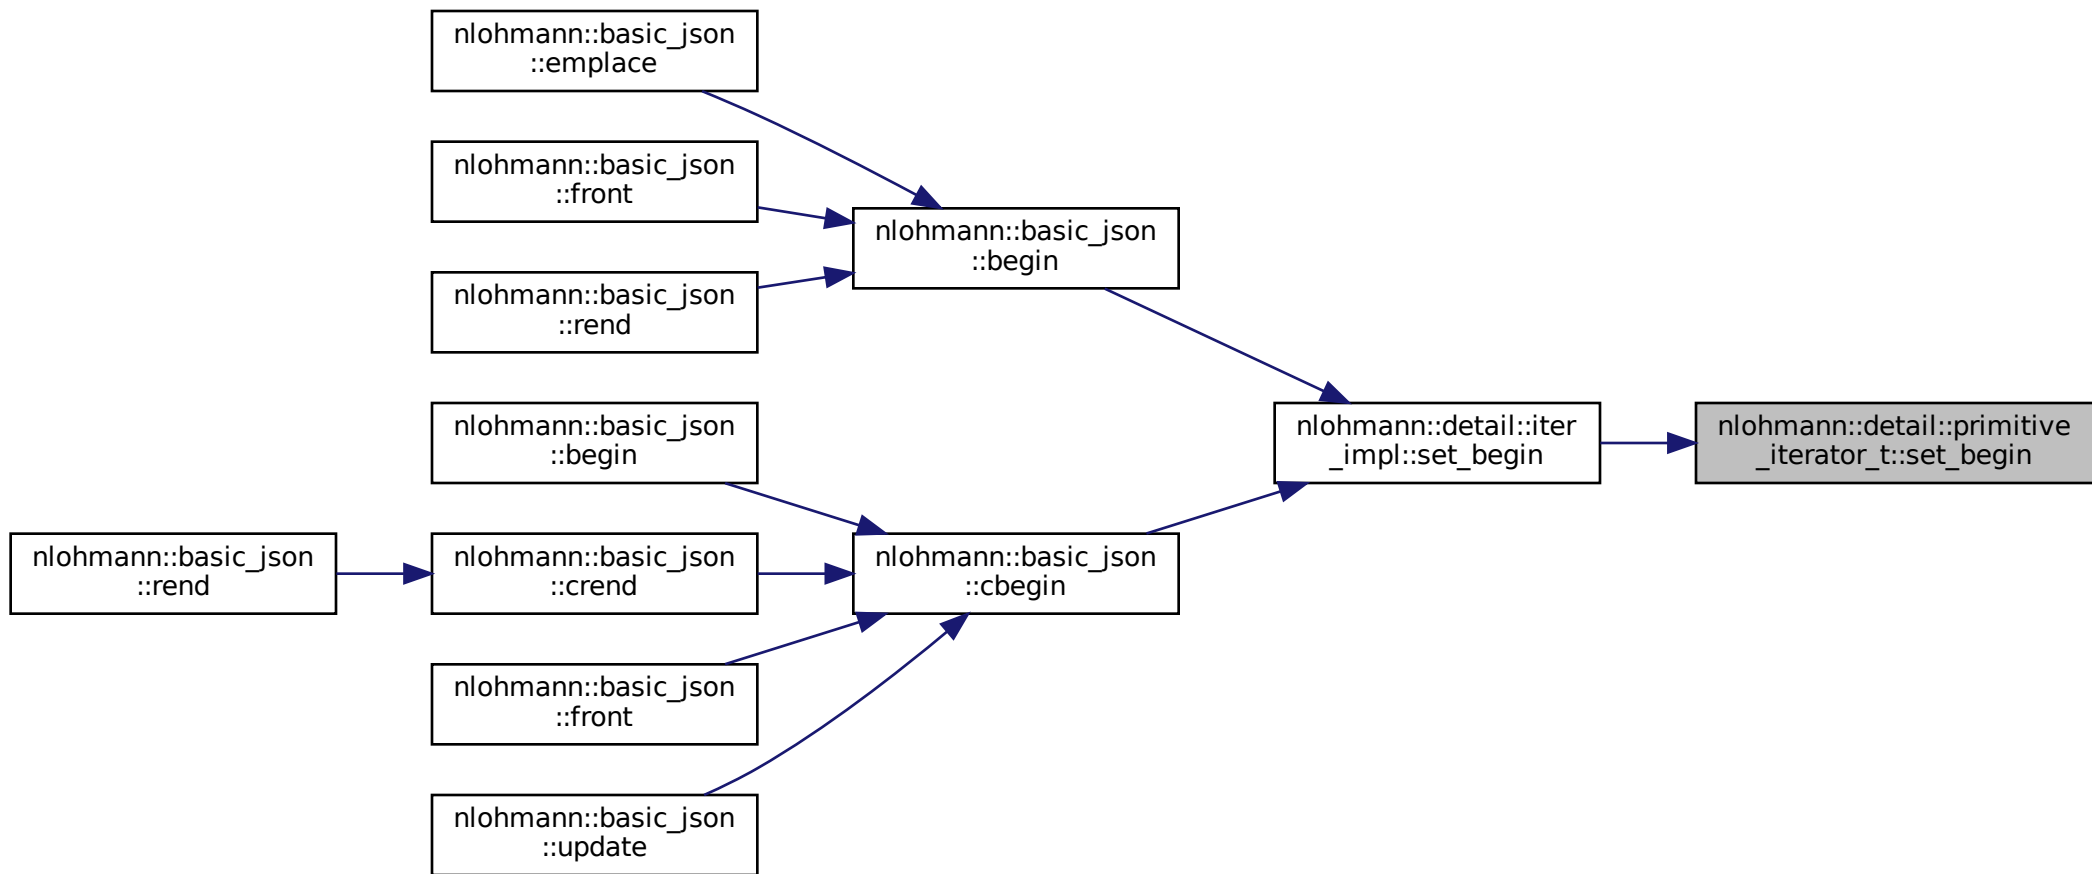 nlohmann::basic_json
::emplace
nlohmann::basic_json
::front
nlohmann::basic_json
::rend
nlohmann::basic_json
::begin
nlohmann::basic_json
::begin
nlohmann::detail::iter
_impl::set_begin
nlohmann::detail::primitive
_iterator_t::set_begin
nlohmann::basic_json
::rend
nlohmann::basic_json
::crend
nlohmann::basic_json
::cbegin
nlohmann::basic_json
::front
nlohmann::basic_json
::update